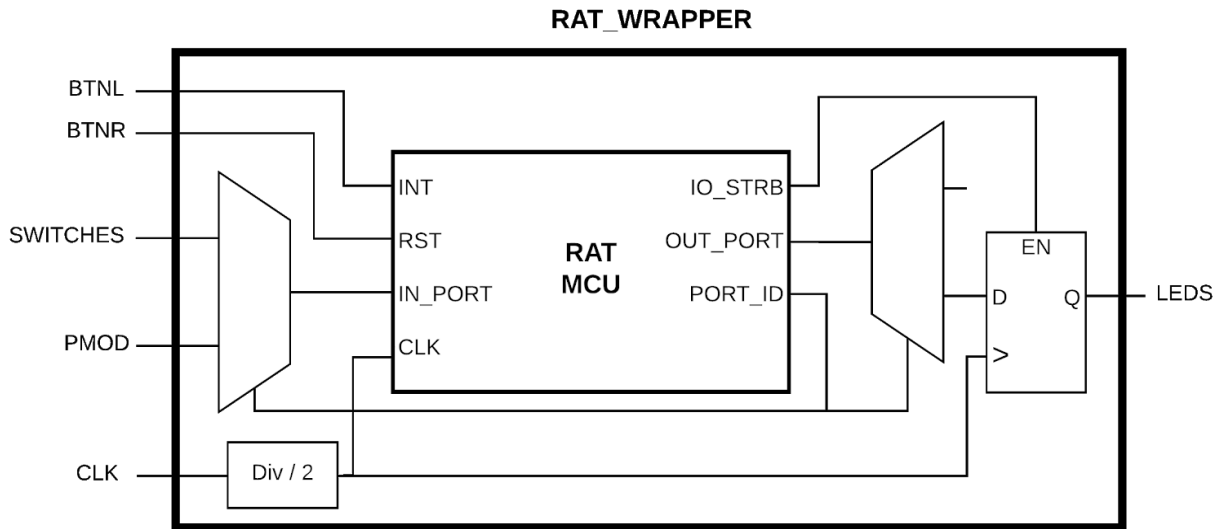 RAT_WRAPPER
BTNL
BTNR
SWITCHES
PMOD
CLK
INT
RST
IN_PORT
CLK
RAT
MCU
IO_STRB
OUT_PORT
PORT_ID
EN
D
Q
>
LEDS
Div / 2